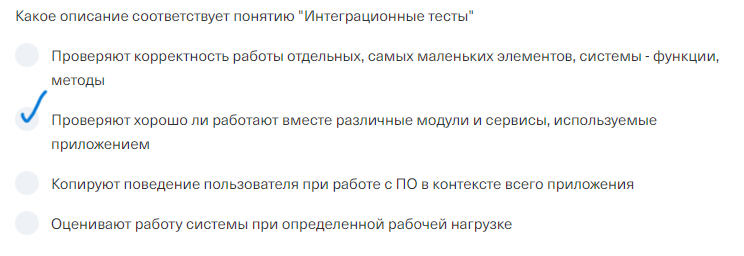 Какое описание соответствует понятию "Интеграционные тесты"
Проверяют корректность работы отдельных, самых маленьких элементов, системы - функции,
методы
Проверяют хорошо ли работают вместе различные модули и сервисы, используемые
приложением
Копируют поведение пользователя при работе с ПО в контексте всего приложения
Оценивают работу системы при определенной рабочей нагрузке